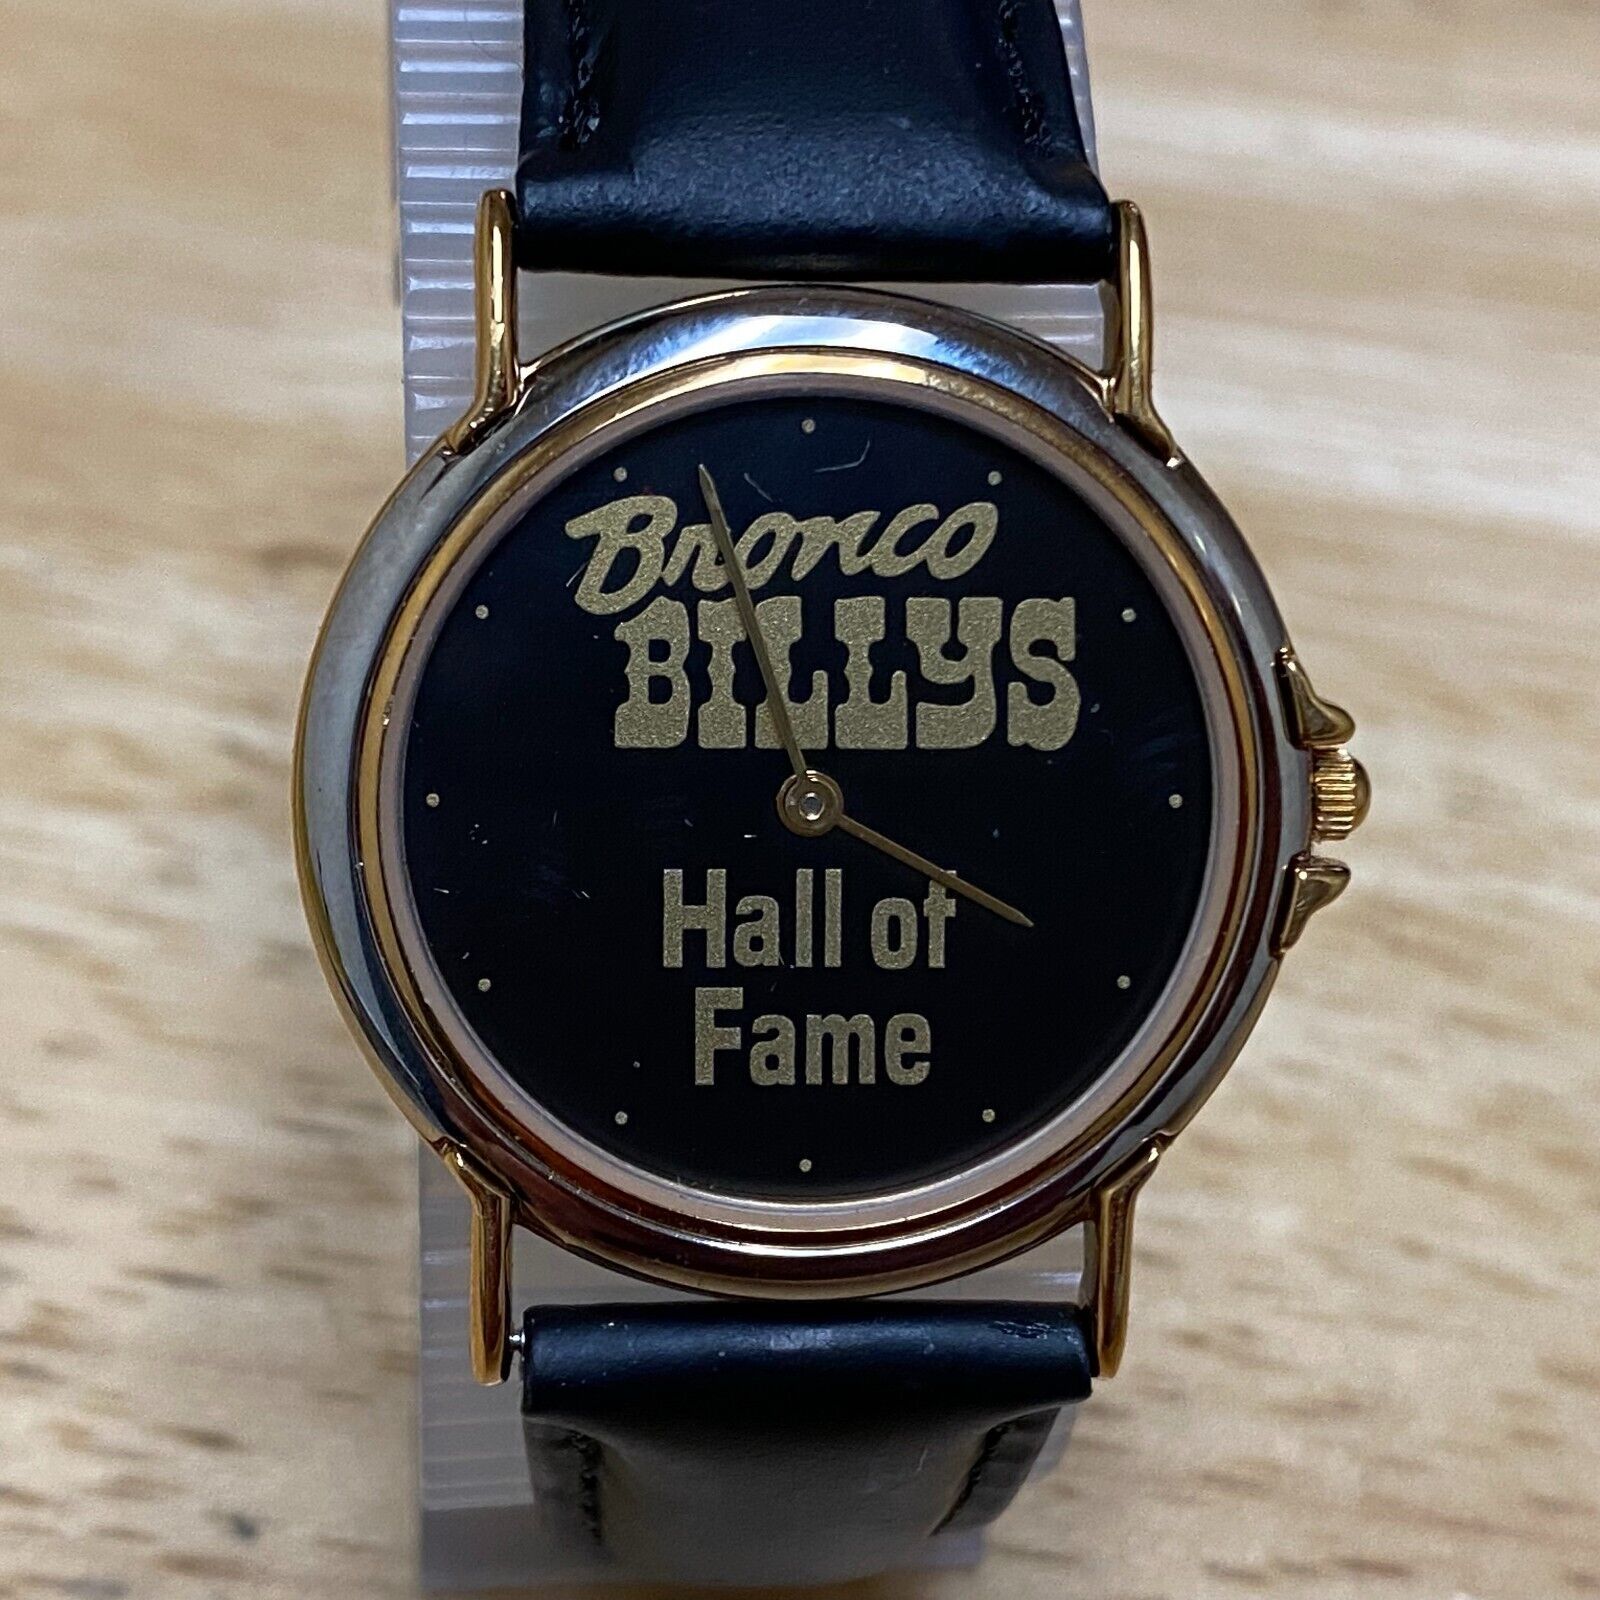 Bronco
BILLYS
Hall of
Fame